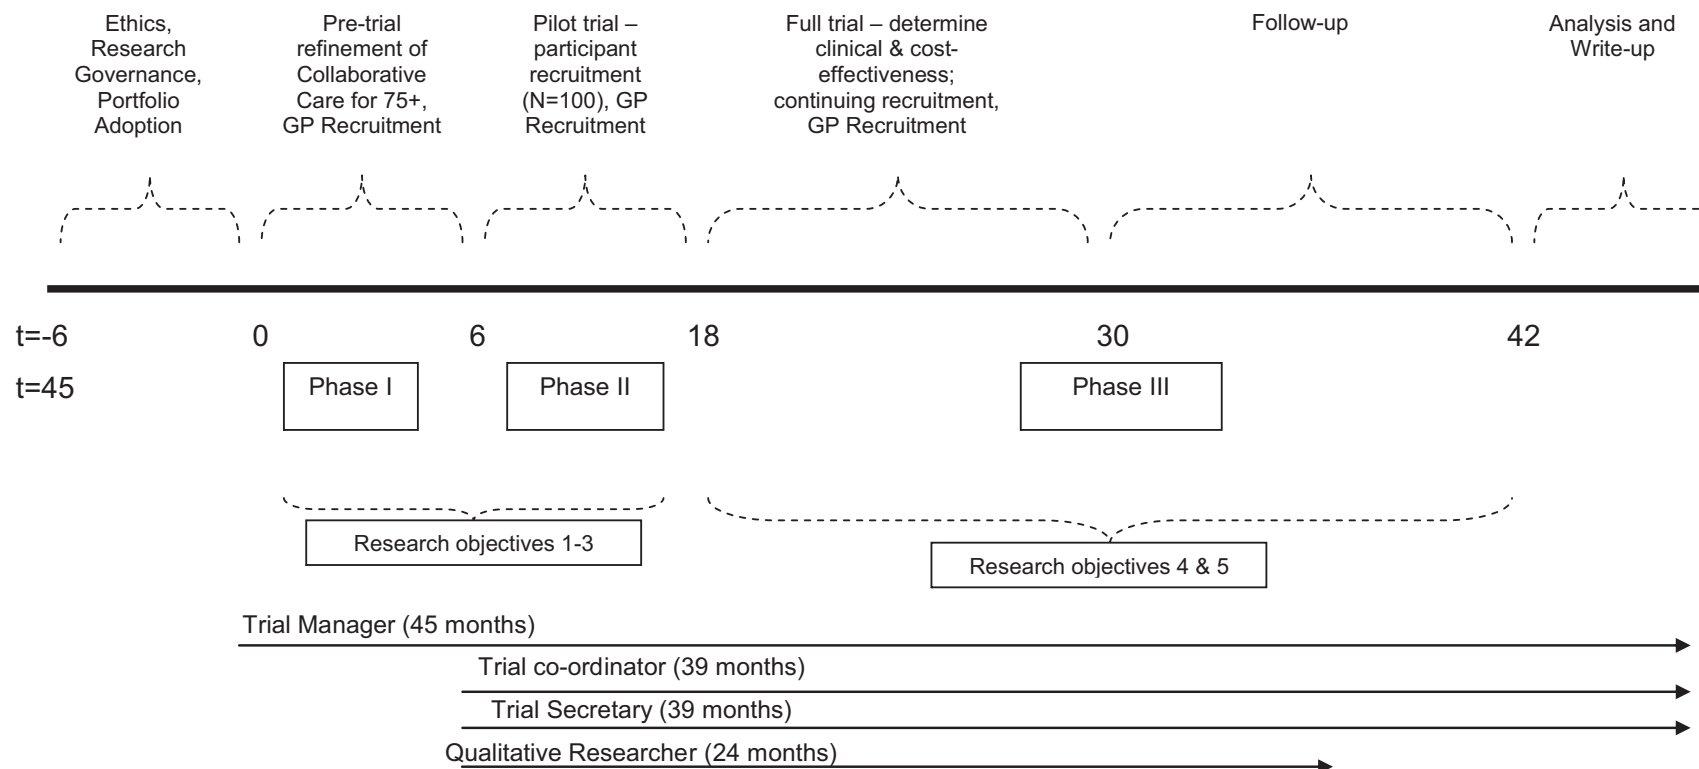 Ethics,
Research
Governance,
Portfolio
Adoption
Pre-trial
refinement of
Collaborative
Care for 75+,
GP Recruitment
Pilot trial –
participant
recruitment
(N=100), GP
Recruitment
Full trial – determine
clinical & cost-
effectiveness;
continuing recruitment,
GP Recruitment
Follow-up
Analysis and
Write-up
t=-6 0 6 18 30 42
t=45
Phase I
Phase II
Phase III
Research objectives 1-3
Research objectives 4 & 5
Trial Manager (45 months)
Trial co-ordinator (39 months)
Trial Secretary (39 months)
Qualitative Researcher (24 months)